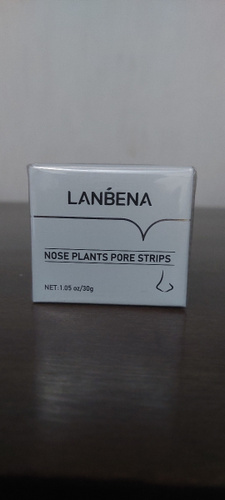 LANBENA
NOSE PLANTS PORE STRIPS
NET:1.05 oz/30g